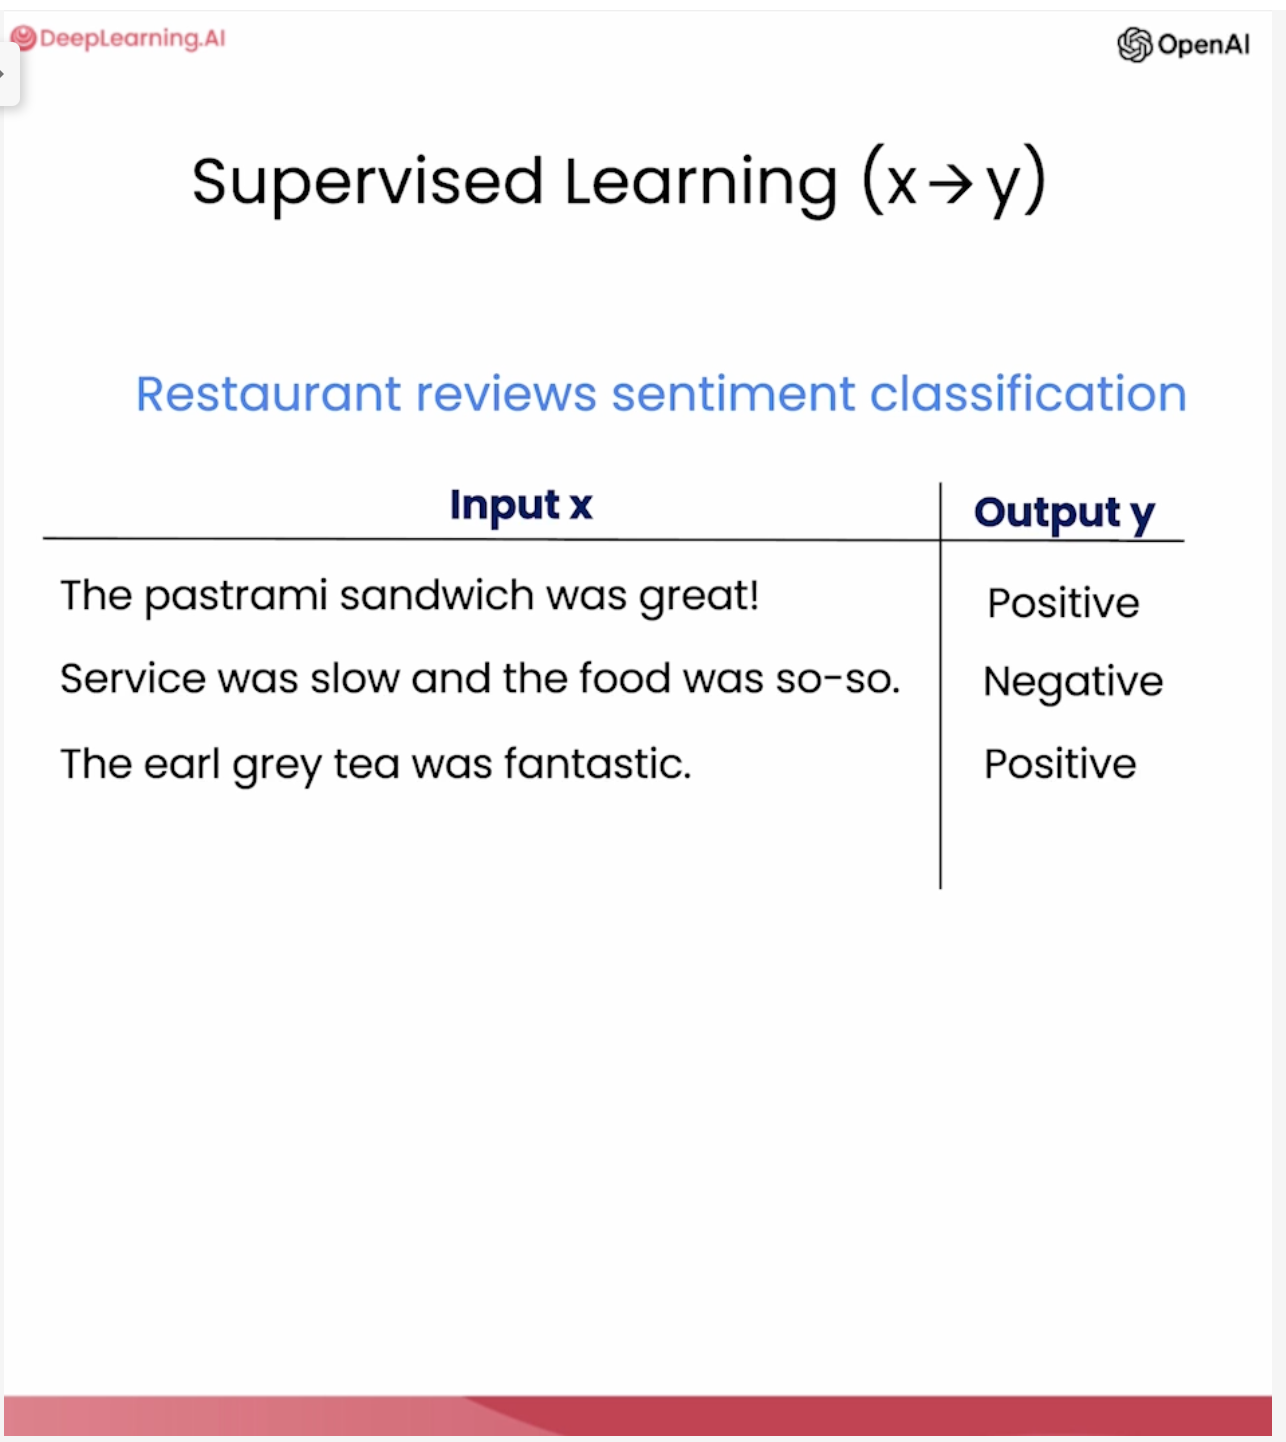 DeepLearning.AI
OpenAI
Supervised Learning (x→y)
Restaurant reviews sentiment classification
Input x
Output y
The pastrami sandwich was great!
Positive
Service was slow and the food was so-so.
Negative
The earl grey tea was fantastic.
Positive